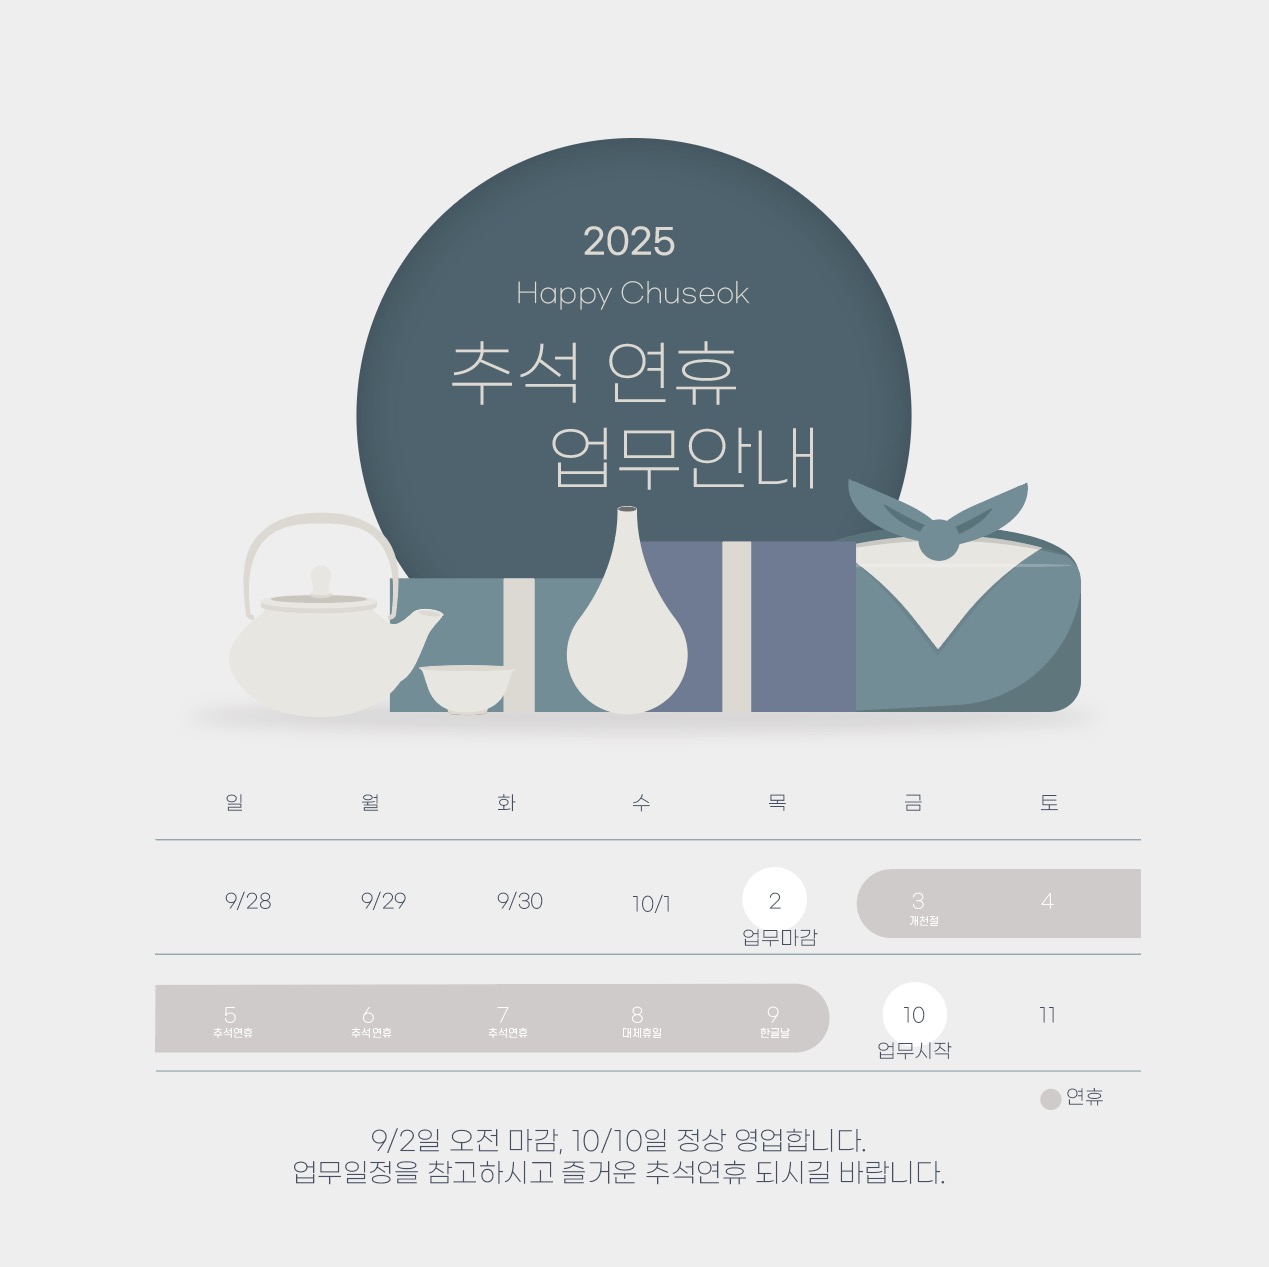 2025
Happy Chuseok
추석 연휴
업무안내
일 월 화 수 목 금 토
9/28 9/29 9/30 10/1 2 3 4
업무마감 개천절
5 6 7 8 9 10 11
추석연휴 추석연휴 추석연휴 대체휴일 한글날 업무시작
연휴
9/2일 오전 마감, 10/10일 정상 영업합니다.
업무일정을 참고하시고 즐거운 추석연휴 되시길 바랍니다.